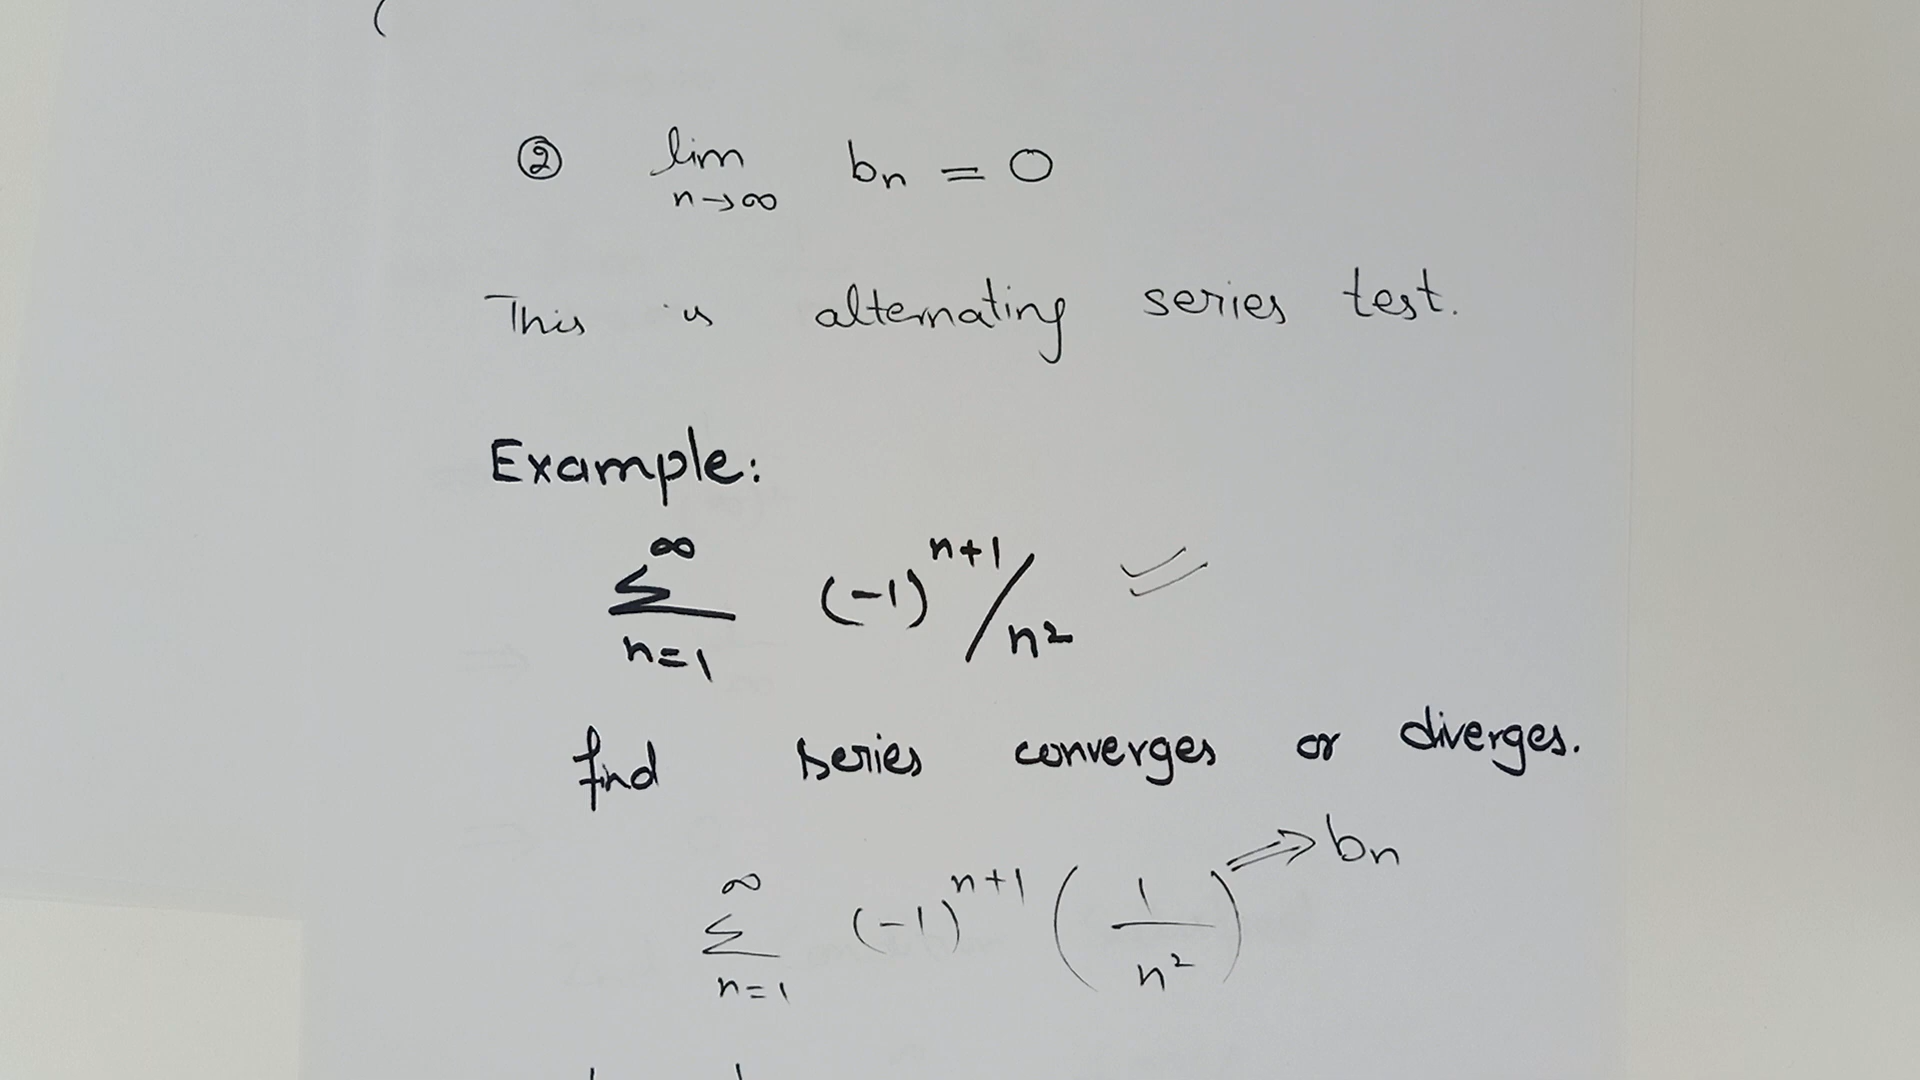 ② lim n→∞ bn = 0
This is alternating series test.
Example:
∞ Σ n=1 (-1)^n+1 / n²
find series converges or diverges.
∞ Σ n=1 (-1)^n+1 (1/n²) ⇒ bn